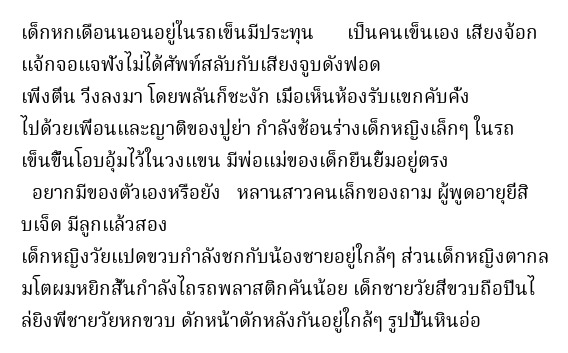 เด็กหกเดือนนอนอยู่ในรถเข็นมีประทุน เป็นคนเข็นเอง เสียงจ้อก
แจ้กจอแจฟังไม่ได้ศัพท์สลับกับเสียงจูบดังฟอด
เพิ่งตื่น วิ่งลงมา โดยพลันก็ชะงัก เมื่อเห็นห้องรับแขกคับคั่ง
ไปด้วยเพื่อนและญาติของปู่ย่า กำลังช้อนร่างเด็กหญิงเล็กๆ ในรถ
เข็นขึ้นโอบอุ้มไว้ในวงแขน มีพ่อแม่ของเด็กยืนยิ้มอยู่ตรง
อยากมีของตัวเองหรือยัง หลานสาวคนเล็กของถาม ผู้พูดอายุยี่สิ
บเจ็ด มีลูกแล้วสอง
เด็กหญิงวัยแปดขวบกำลังชกกับน้องชายอยู่ใกล้ๆ ส่วนเด็กหญิงตากล
มโตผมหยิกสั้นกำลังไถรถพลาสติกคันน้อย เด็กชายวัยสี่ขวบถือปืนไ
ล่ยิงพี่ชายวัยหกขวบ ดักหน้าดักหลังกันอยู่ใกล้ๆ รูปปั้นหินอ่อ